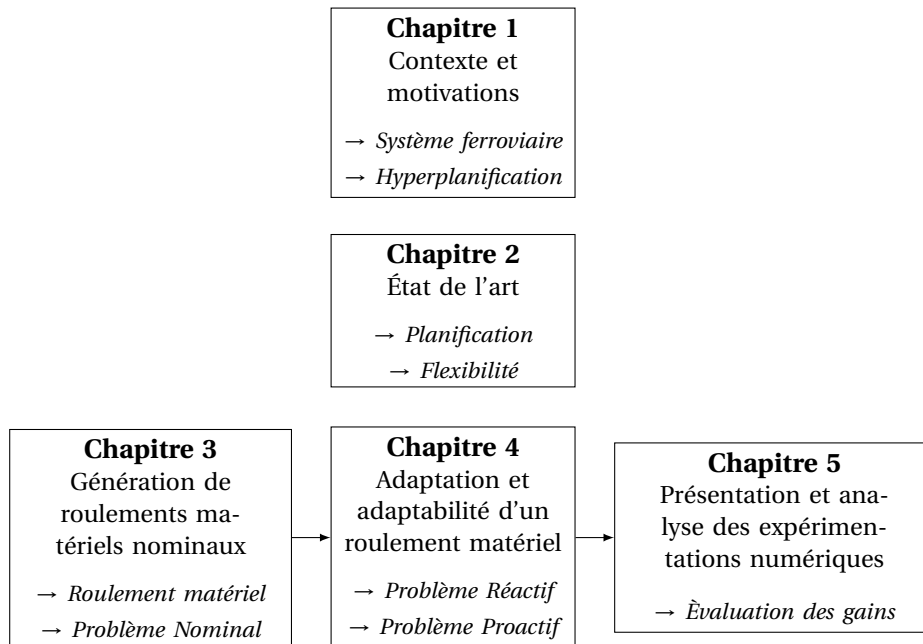 Chapitre 1
Contexte et
motivations
→ Système ferroviaire
→ Hyperplanification
Chapitre 2
État de l'art
→ Planification
→ Flexibilité
Chapitre 3
Génération de
roulements ma-
tériels nominaux
→ Roulement matériel
→ Problème Nominal
Chapitre 4
Adaptation et
adaptabilité d'un
roulement matériel
→ Problème Réactif
→ Problème Proactif
Chapitre 5
Présentation et ana-
lyse des expérimen-
tations numériques
→ Èvaluation des gains